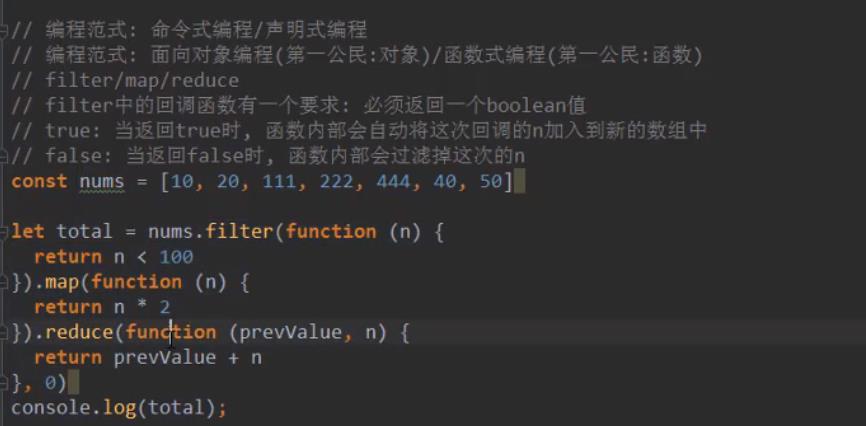 // 编程范式: 命令式编程/声明式编程
// 编程范式: 面向对象编程(第一公民:对象)/函数式编程(第一公民:函数)
// filter/map/reduce
// filter中的回调函数有一个要求: 必须返回一个boolean值
// true: 当返回true时, 函数内部会自动将这次回调的n加入到新的数组中
// false: 当返回false时, 函数内部会过滤掉这次的n
const nums = [10, 20, 111, 222, 444, 40, 50]
let total = nums.filter(function (n) {
  return n < 100
}).map(function (n) {
  return n * 2
}).reduce(function (prevValue, n) {
  return prevValue + n
}, 0)
console.log(total);